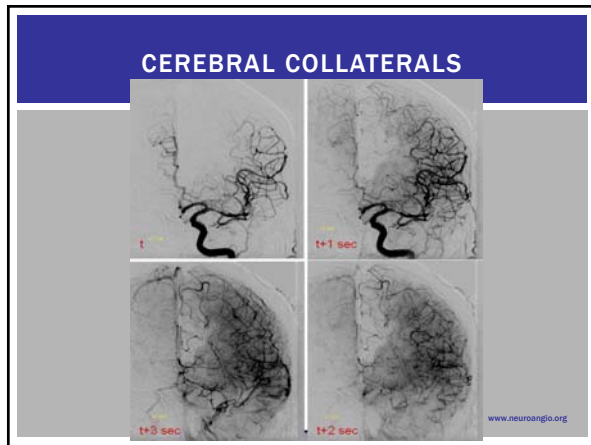 CEREBRAL COLLATERALS
t
t+1 sec
t+3 sec
t+2 sec
www.neuroangio.org